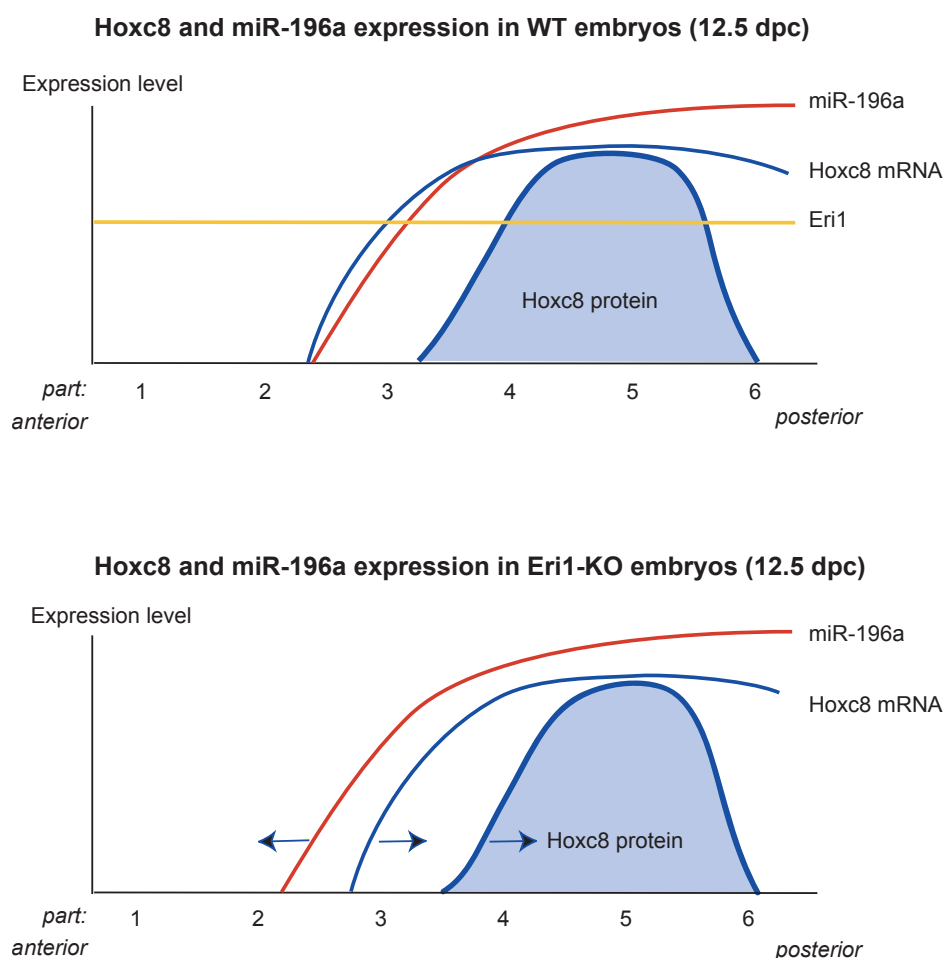 Hoxc8 and miR-196a expression in WT embryos (12.5 dpc)
Expression level
miR-196a
Hoxc8 mRNA
Eri1
Hoxc8 protein
part: 1 2 3 4 5 6
anterior posterior
Hoxc8 and miR-196a expression in Eri1-KO embryos (12.5 dpc)
Expression level
miR-196a
Hoxc8 mRNA
Hoxc8 protein
part: 1 2 3 4 5 6
anterior posterior